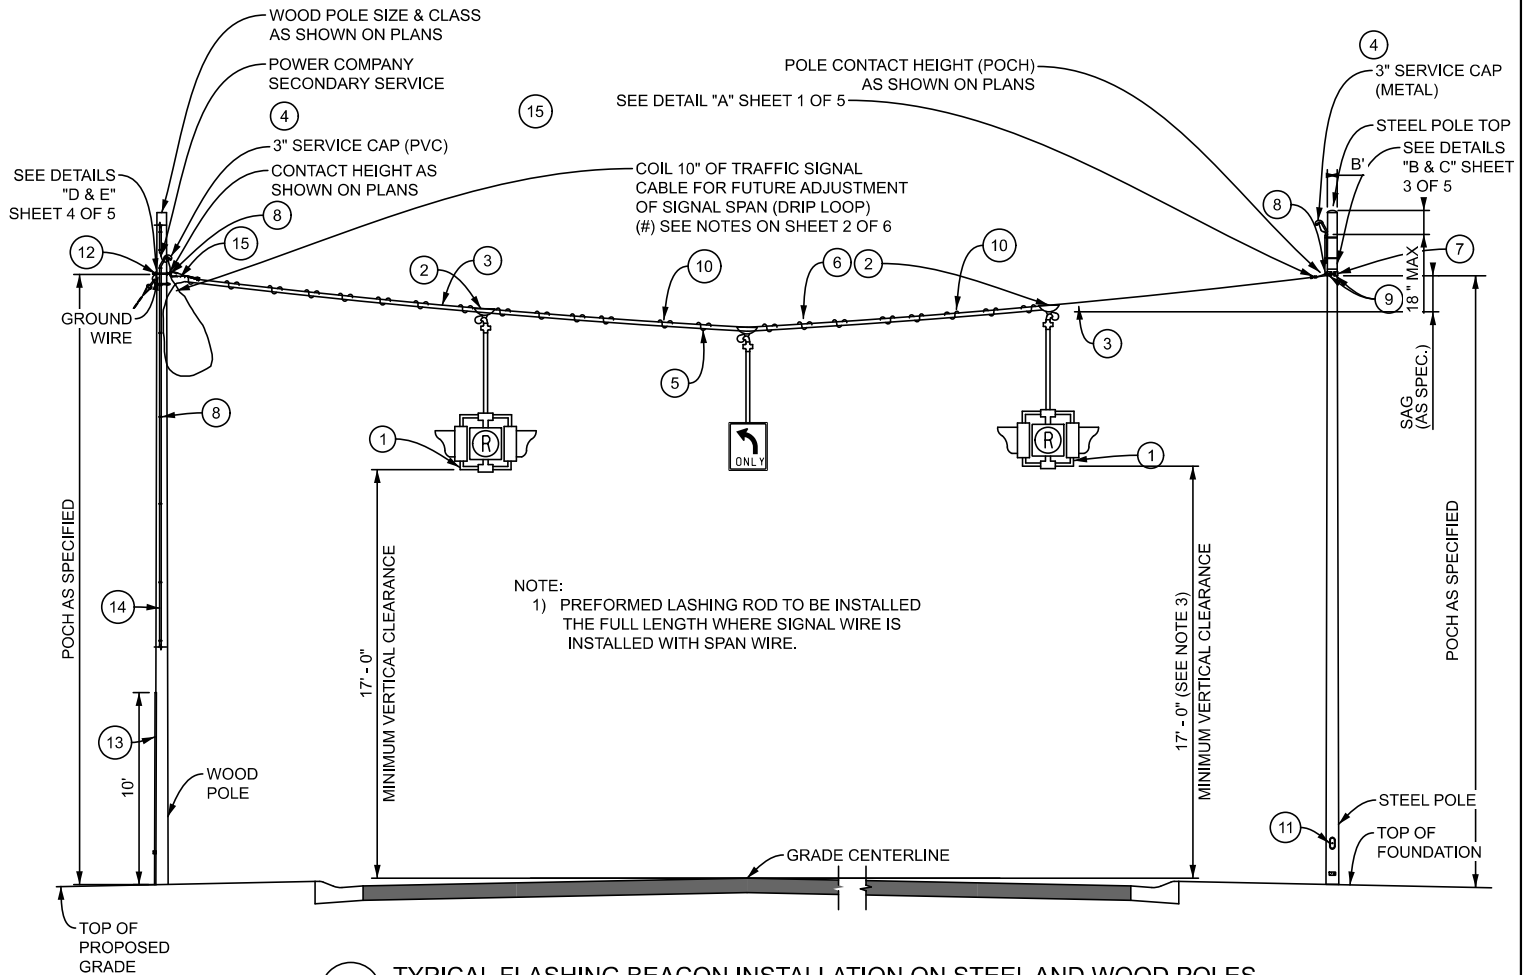 WOOD POLE SIZE & CLASS
AS SHOWN ON PLANS
POWER COMPANY
SECONDARY SERVICE
4
3" SERVICE CAP (PVC)
CONTACT HEIGHT AS
SHOWN ON PLANS
SEE DETAILS
"D & E"
SHEET 4 OF 5
8
15
12
GROUND
WIRE
15
COIL 10" OF TRAFFIC SIGNAL
CABLE FOR FUTURE ADJUSTMENT
OF SIGNAL SPAN (DRIP LOOP)
(#) SEE NOTES ON SHEET 2 OF 6
POLE CONTACT HEIGHT (POCH)
AS SHOWN ON PLANS
SEE DETAIL "A" SHEET 1 OF 5
4
3" SERVICE CAP
(METAL)
STEEL POLE TOP
SEE DETAILS
"B & C" SHEET
3 OF 5
B'
8
7
9
18" MAX
SAG
(AS SPEC.)
2
3
10
6
2
10
3
5
8
1
R
ONLY
R
1
POCH AS SPECIFIED
14
13
10'
WOOD
POLE
17' - 0"
MINIMUM VERTICAL CLEARANCE
NOTE:
1) PREFORMED LASHING ROD TO BE INSTALLED
THE FULL LENGTH WHERE SIGNAL WIRE IS
INSTALLED WITH SPAN WIRE.
17' - 0" (SEE NOTE 3)
MINIMUM VERTICAL CLEARANCE
POCH AS SPECIFIED
STEEL POLE
11
TOP OF
FOUNDATION
GRADE CENTERLINE
TOP OF
PROPOSED
GRADE
TYPICAL FLASHING BEACON INSTALLATION ON STEEL AND WOOD POLES